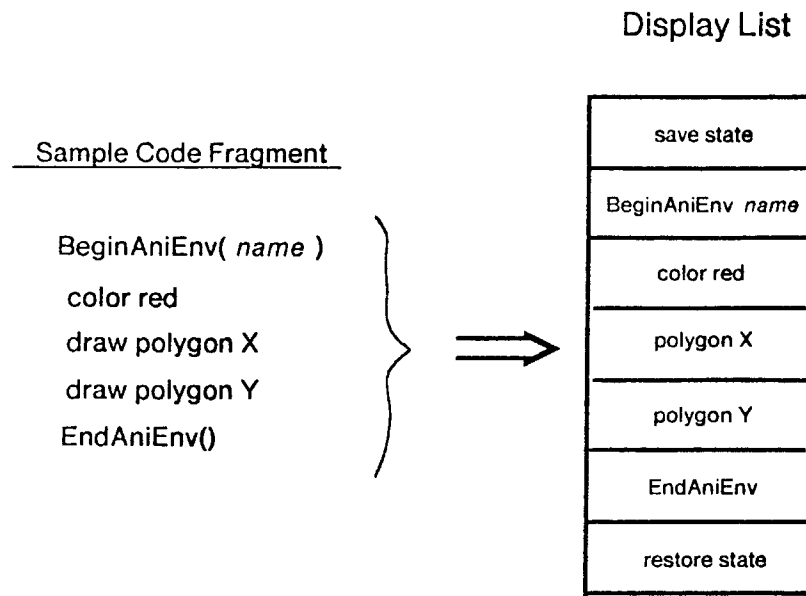 Display List
Sample Code Fragment
BeginAniEnv( name )
color red
draw polygon X
draw polygon Y
EndAniEnv()
save state
BeginAniEnv name
color red
polygon X
polygon Y
EndAniEnv
restore state